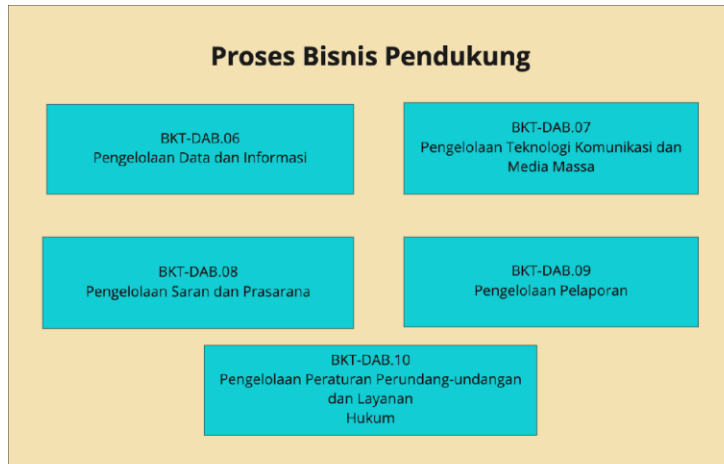 Proses Bisnis Pendukung
BKT-DAB.06
Pengelolaan Data dan Informasi
BKT-DAB.07
Pengelolaan Teknologi Komunikasi dan
Media Massa
BKT-DAB.08
Pengelolaan Saran dan Prasarana
BKT-DAB.09
Pengelolaan Pelaporan
BKT-DAB.10
Pengelolaan Peraturan Perundang-undangan
dan Layanan
Hukum